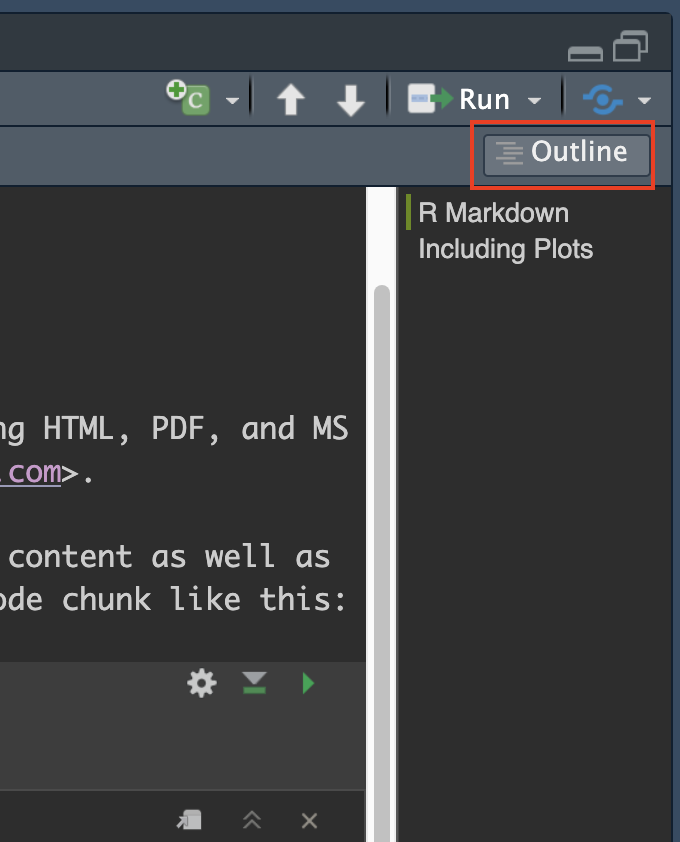 C
Run
Outline
R Markdown
Including Plots
ng HTML, PDF, and MS
.com>.
content as well as
ode chunk like this: